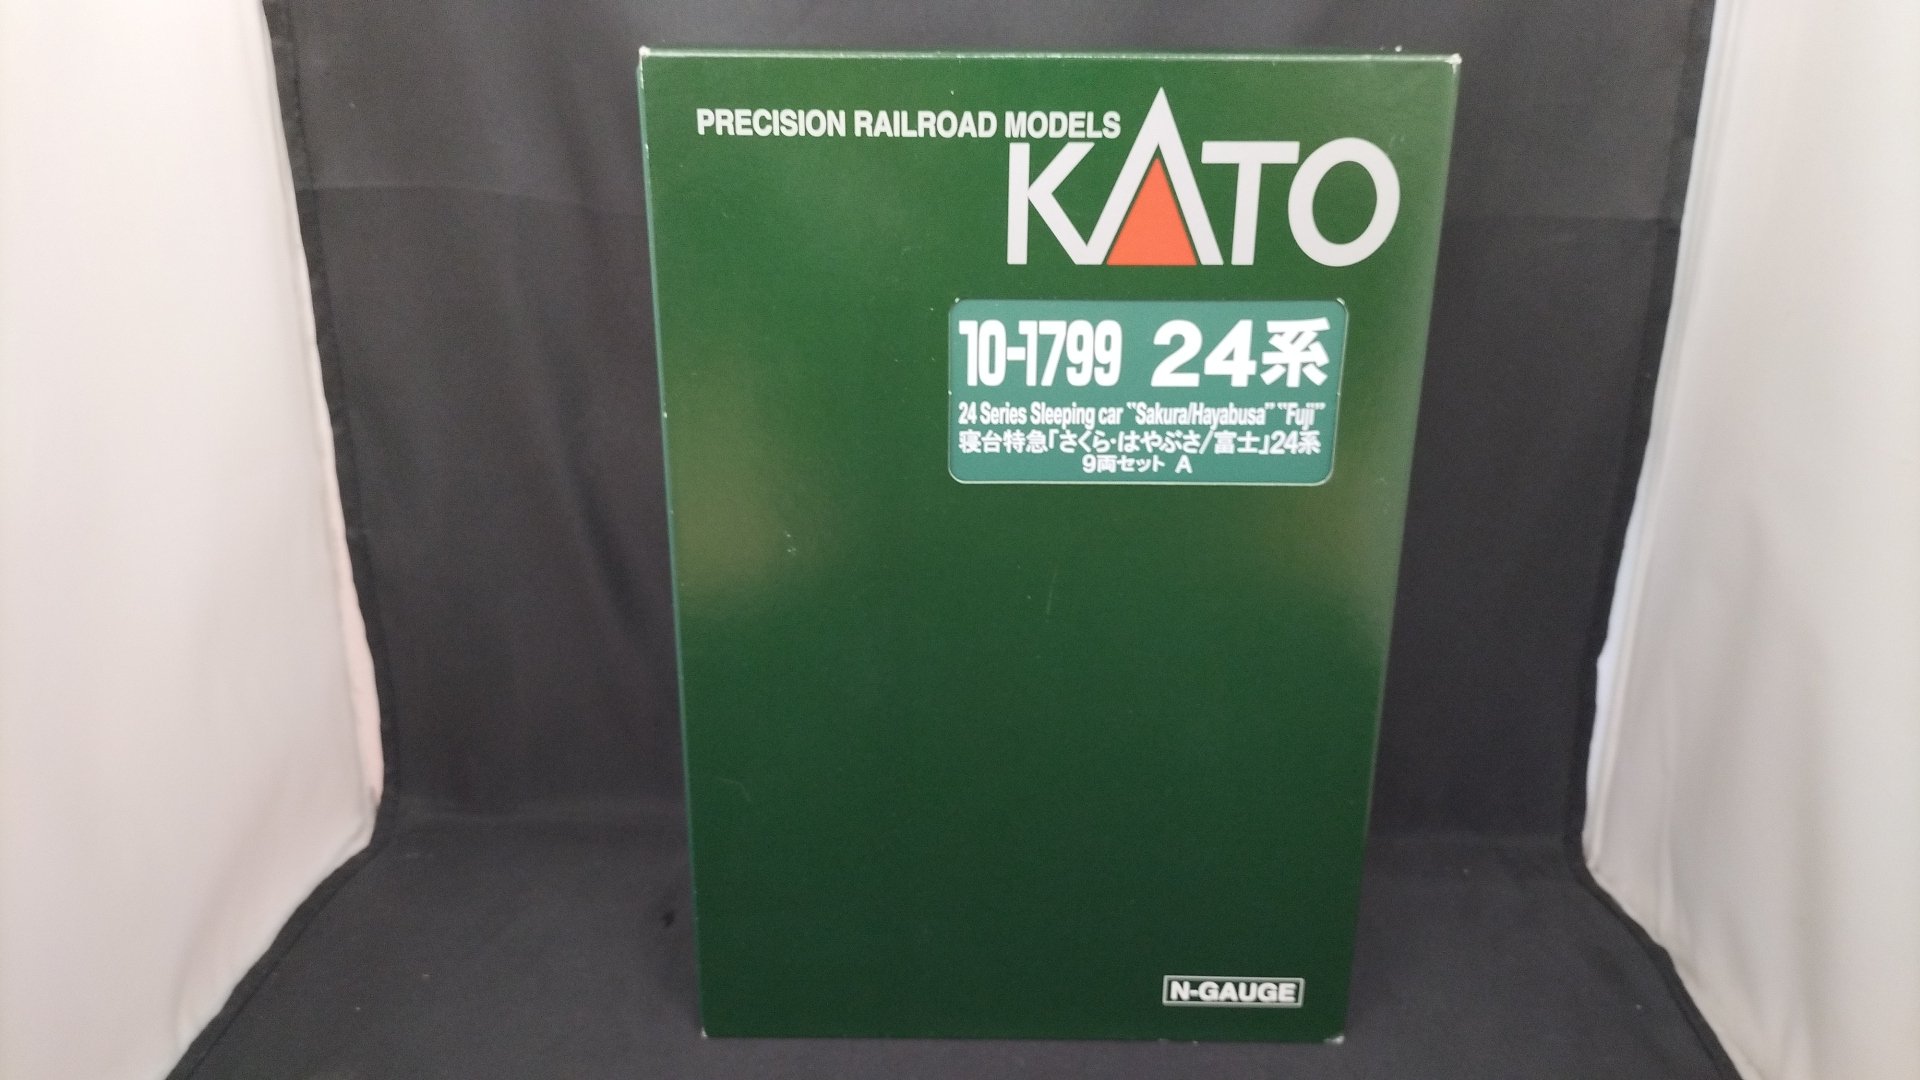 PRECISION RAILROAD MODELS
KATO
10-1799 24系
24 Series Sleeping car "Sakura/Hayabusa" "Fuji"
寝台特急「さくら・はやぶさ/富士」24系
9両セット A
N-GAUGE